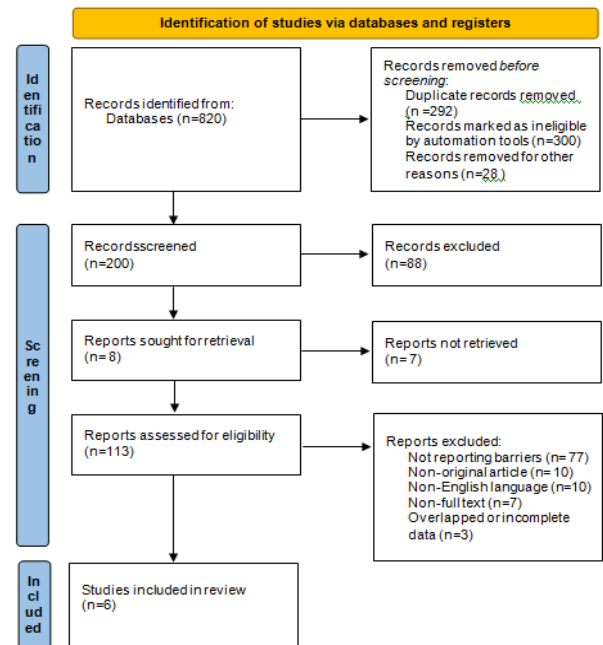 Identification of studies via databases and registers
Id
en
tifi
ca
tio
n
Records identified from:
Databases (n=820)
Records removed before
screening:
Duplicate records removed
(n =292)
Records marked as ineligible
by automation tools (n=300)
Records removed for other
reasons (n=28 )
Sc
re
en
in
g
Recordsscreened
(n=200)
Records excluded
(n=88)
Reports sought for retrieval
(n= 8)
Reports not retrieved
(n= 7)
Reports assessed for eligibility
(n=113)
Reports excluded:
Not reporting barriers (n= 77)
Non-original article (n= 10)
Non-English language (n=10)
Non-full text (n=7)
Overlapped or incomplete
data (n=3)
In
cl
ud
ed
Studies included in review
(n=6)